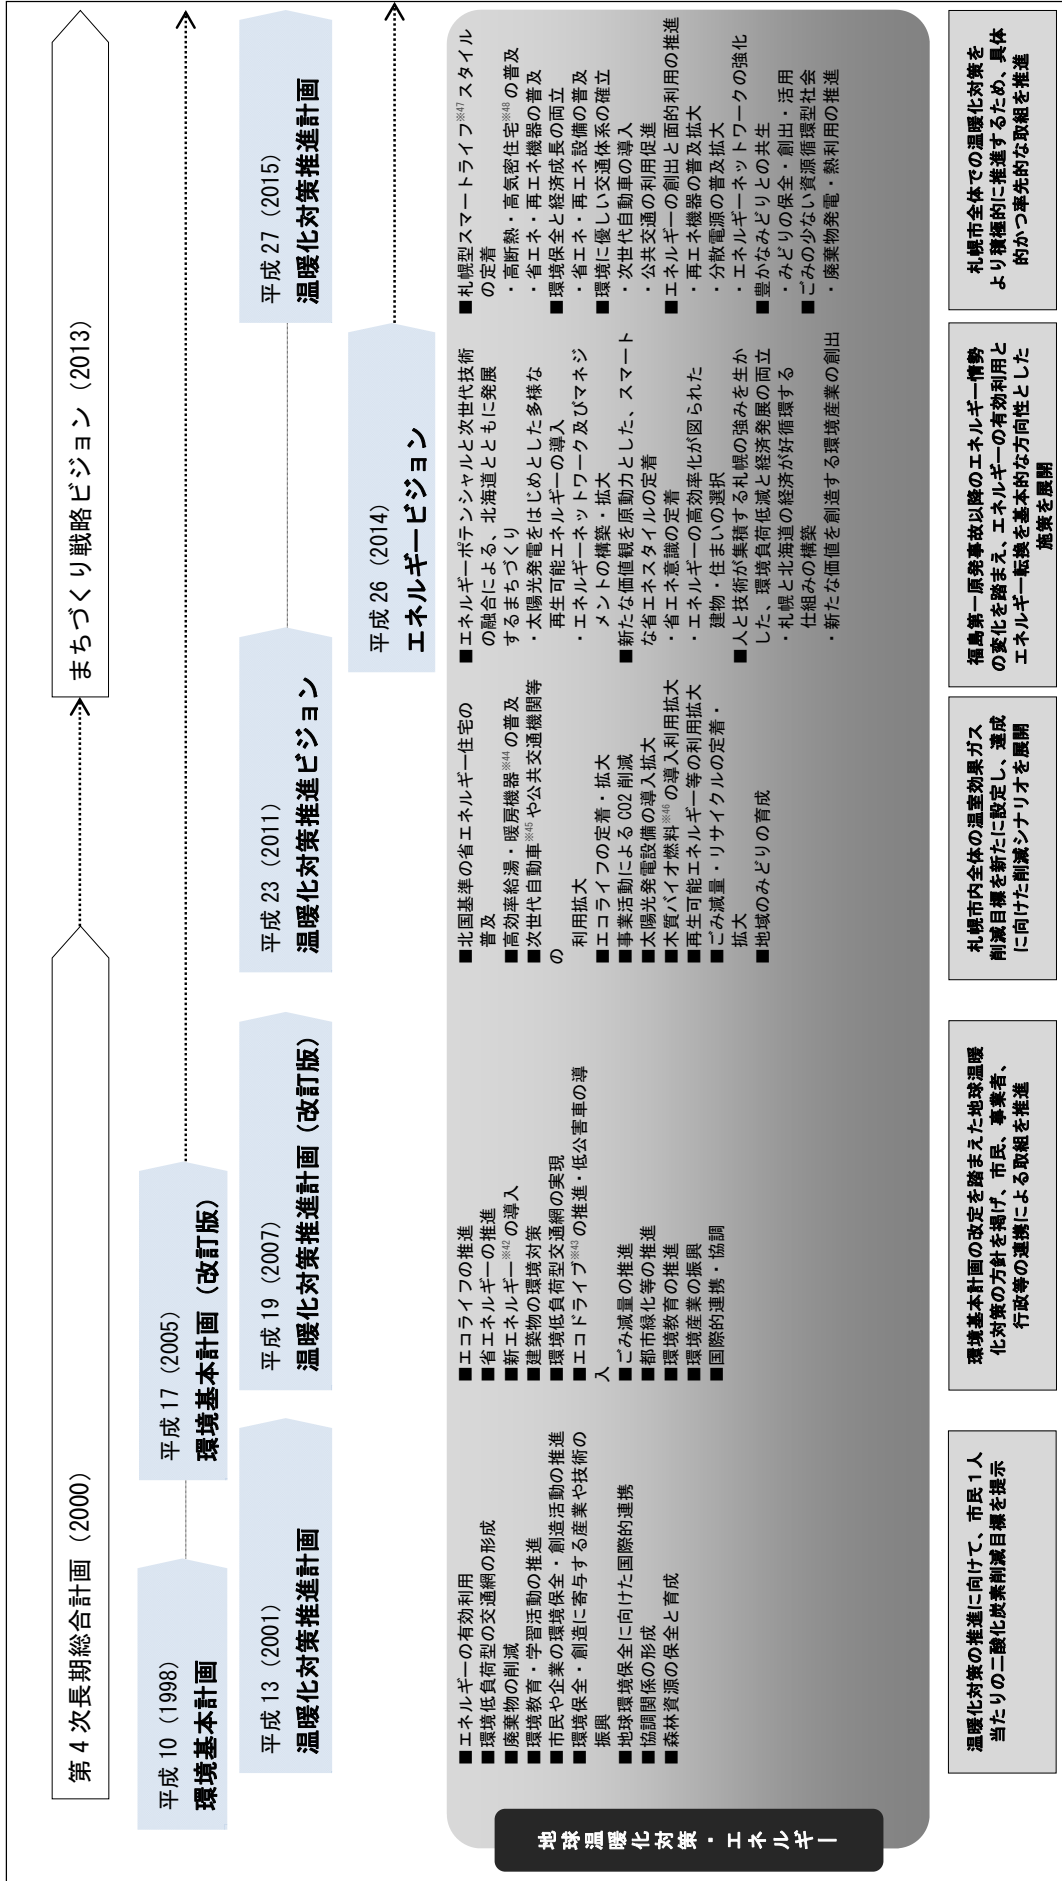 第４次長期総合計画（2000）
まちづくり戦略ビジョン（2013）
平成 10（1998）
環境基本計画
平成 17（2005）
環境基本計画（改訂版）
平成 13（2001）
温暖化対策推進計画
平成 19（2007）
温暖化対策推進計画（改訂版）
平成 23（2011）
温暖化対策推進ビジョン
平成 27（2015）
温暖化対策推進計画
平成 26（2014）
エネルギービジョン
地球温暖化対策・エネルギー
■エネルギーの有効利用
■環境低負荷型の交通網の形成
■廃棄物の削減
■環境教育・学習活動の推進
■市民や企業の環境保全・創造活動の推進
■環境保全・創造に寄与する産業や技術の
振興
■地球環境保全に向けた国際的連携
■協調関係の形成
■森林資源の保全と育成
■エコライフの推進
■省エネルギーの推進
■新エネルギー※42 の導入
■建築物の環境対策
■環境低負荷型交通網の実現
■エコドライブ※43 の推進・低公害車の導
入
■ごみ減量の推進
■都市緑化等の推進
■環境教育の推進
■環境産業の振興
■国際的連携・協調
■北国基準の省エネルギー住宅の
普及
■高効率給湯・暖房機器※44 の普及
■次世代自動車※45 や公共交通機関等
の
利用拡大
■エコライフの定着・拡大
■事業活動による CO2 削減
■太陽光発電設備の導入拡大
■木質バイオ燃料※46 の導入利用拡大
■再生可能エネルギー等の利用拡大
■ごみ減量・リサイクルの定着・
拡大
■地域のみどりの育成
■エネルギーポテンシャルと次世代技術
の融合による、北海道とともに発展
するまちづくり
・太陽光発電をはじめとした多様な
再生可能エネルギーの導入
・エネルギーネットワーク及びマネジ
メントの構築・拡大
■新たな価値観を原動力とした、スマート
な省エネスタイルの定着
・省エネ意識の定着
・エネルギーの高効率化が図られた
建物・住まいの選択
■人と技術が集積する札幌の強みを生か
した、環境負荷低減と経済発展の両立
・札幌と北海道の経済が好循環する
仕組みの構築
・新たな価値を創造する環境産業の創出
■札幌型スマートライフ※47 スタイル
の定着
・高断熱・高気密住宅※48 の普及
・省エネ・再エネ機器の普及
■環境保全と経済成長の両立
・省エネ・再エネ設備の普及
■環境に優しい交通体系の確立
・次世代自動車の導入
・公共交通の利用促進
■エネルギーの創出と面的利用の推進
・再エネ機器の普及拡大
・分散電源の普及拡大
・エネルギーネットワークの強化
■豊かなみどりとの共生
・みどりの保全・創出・活用
■ごみの少ない資源循環型社会
・廃棄物発電・熱利用の推進
温暖化対策の推進に向けて、市民１人
当たりの二酸化炭素削減目標を提示
環境基本計画の改定を踏まえた地球温暖
化対策の方針を掲げ、市民、事業者、
行政等の連携による取組を推進
札幌市内全体の温室効果ガス
削減目標を新たに設定し、達成
に向けた削減シナリオを展開
福島第一原発事故以降のエネルギー情勢
の変化を踏まえ、エネルギーの有効利用と
エネルギー転換を基本的な方向性とした
施策を展開
札幌市全体での温暖化対策を
より積極的に推進するため、具体
的かつ率先的な取組を推進